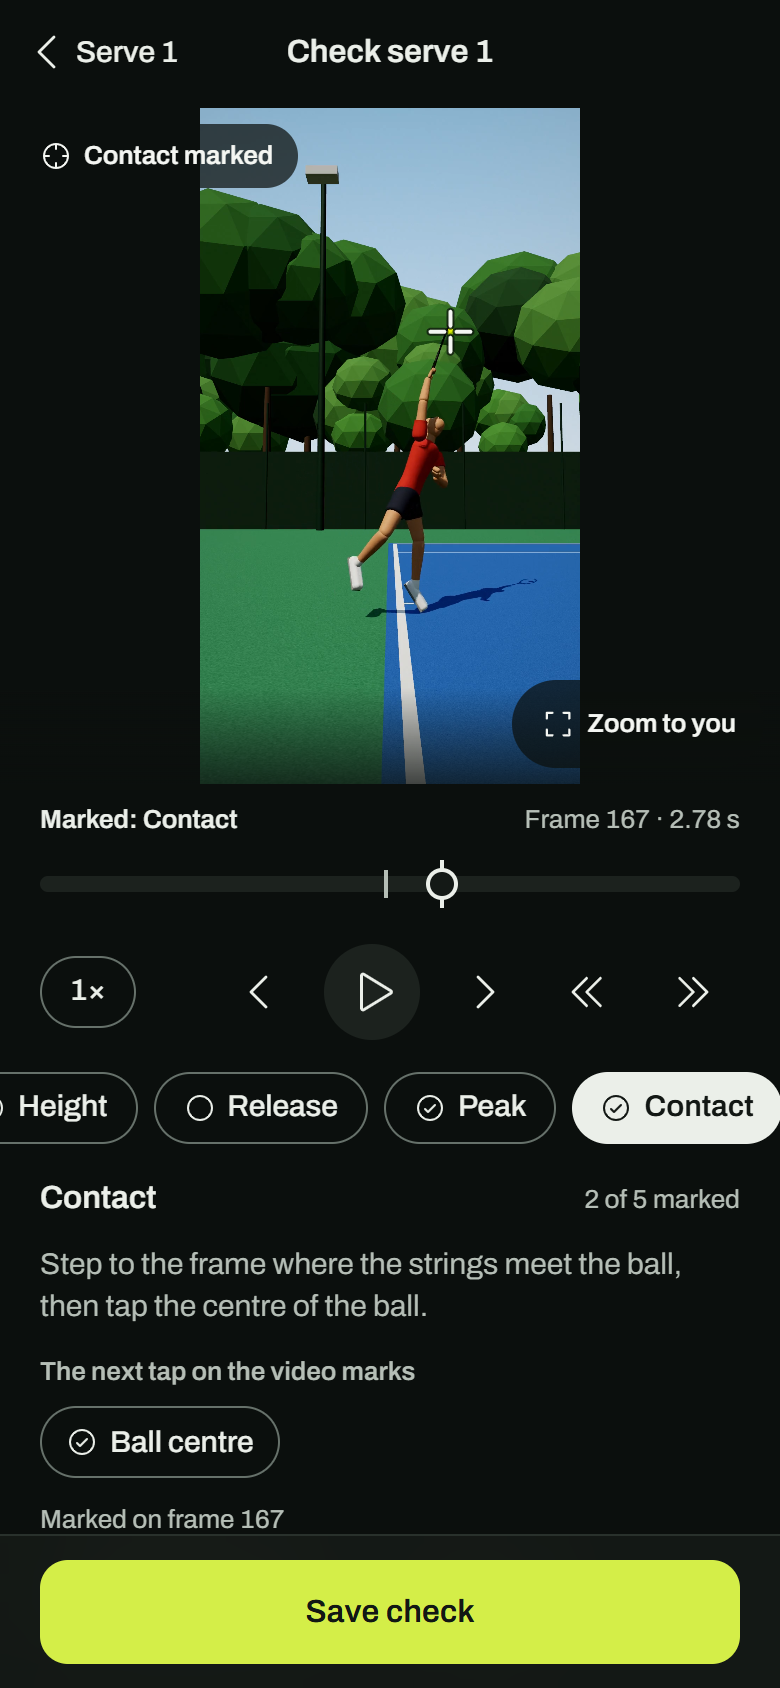 Serve 1
Check serve 1
Contact marked
Zoom to you
Marked: Contact
Frame 167 · 2.78 s
1×
Height
Release
Peak
Contact
Contact
2 of 5 marked
Step to the frame where the strings meet the ball,
then tap the centre of the ball.
The next tap on the video marks
Ball centre
Marked on frame 167
Save check